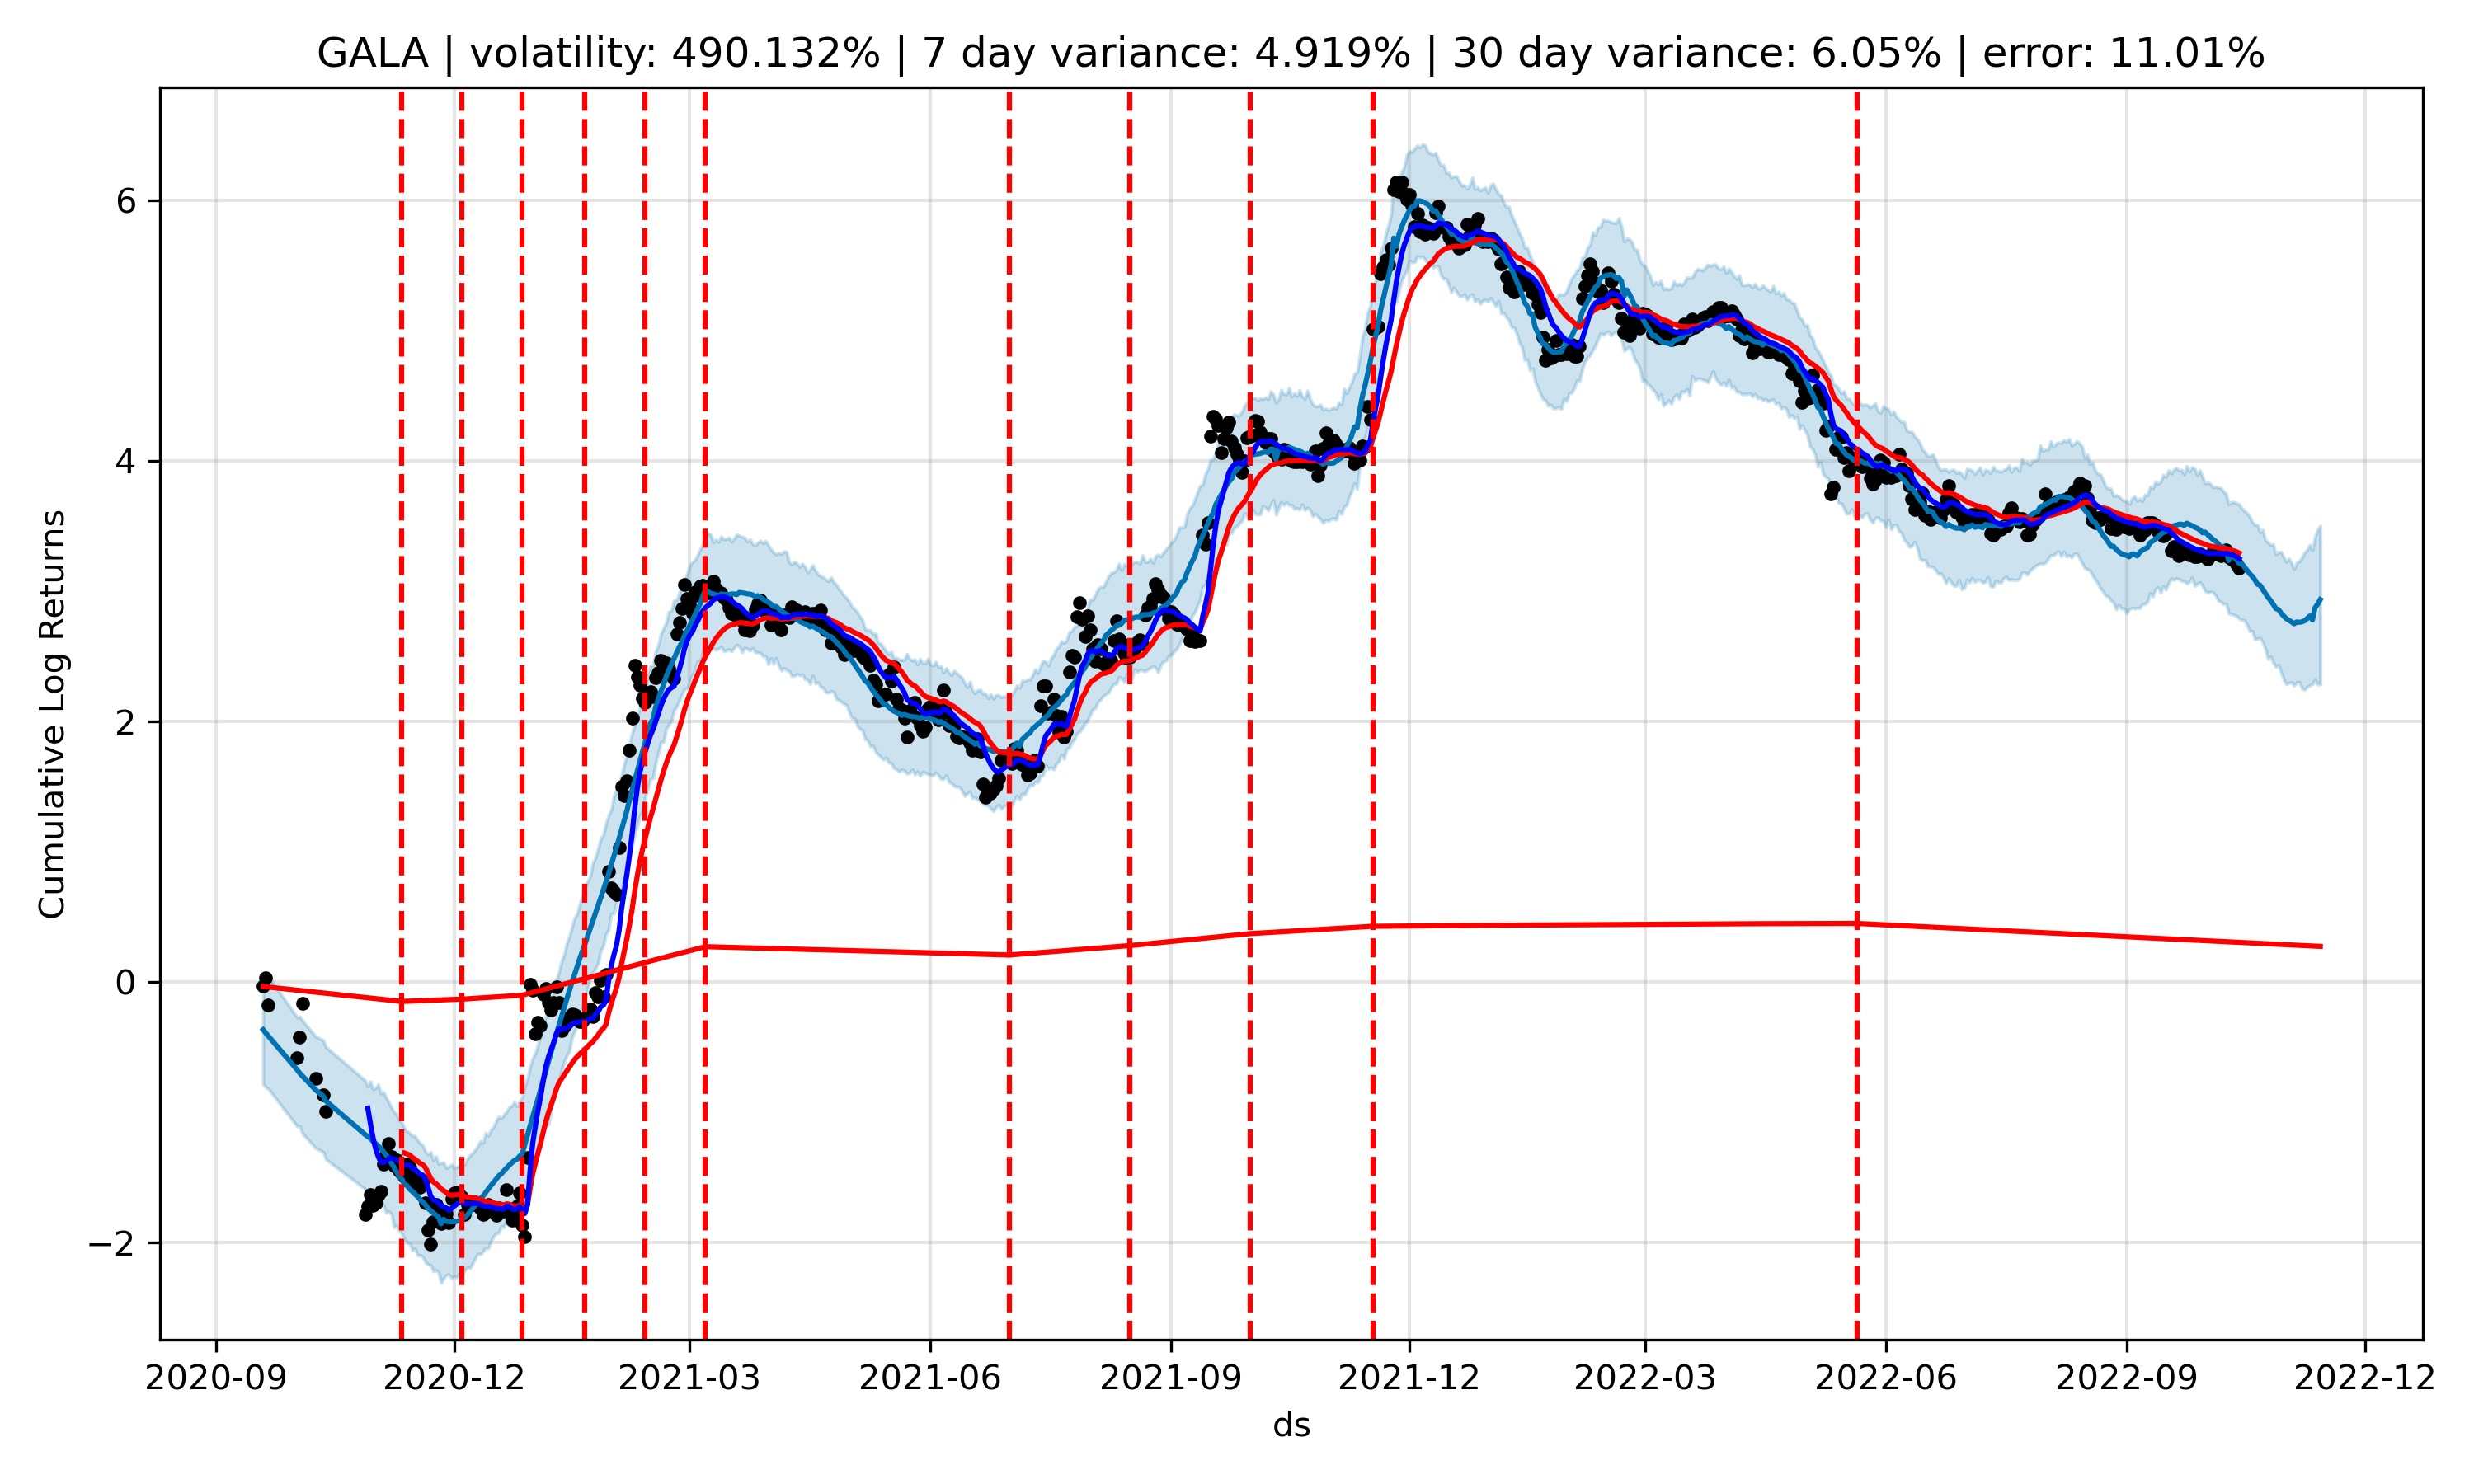 GALA | volatility: 490.132% | 7 day variance: 4.919% | 30 day variance: 6.05% | error: 11.01%
Cumulative Log Returns
6
4
2
0
−2
2020-09 2020-12 2021-03 2021-06 2021-09 2021-12 2022-03 2022-06 2022-09 2022-12
ds